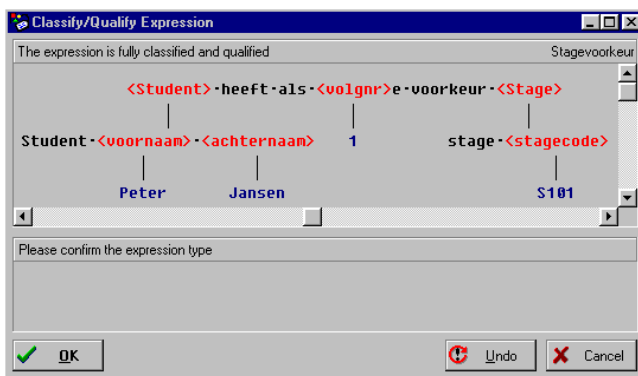 Classify/Qualify Expression
The expression is fully classified and qualified Stagevoorkeur
<Student>·heeft·als·<volgnr>e·voorkeur·<Stage>
Student·<voornaam>·<achternaam> 1 stage·<stagecode>
Peter Jansen S101
Please confirm the expression type
OK Undo Cancel